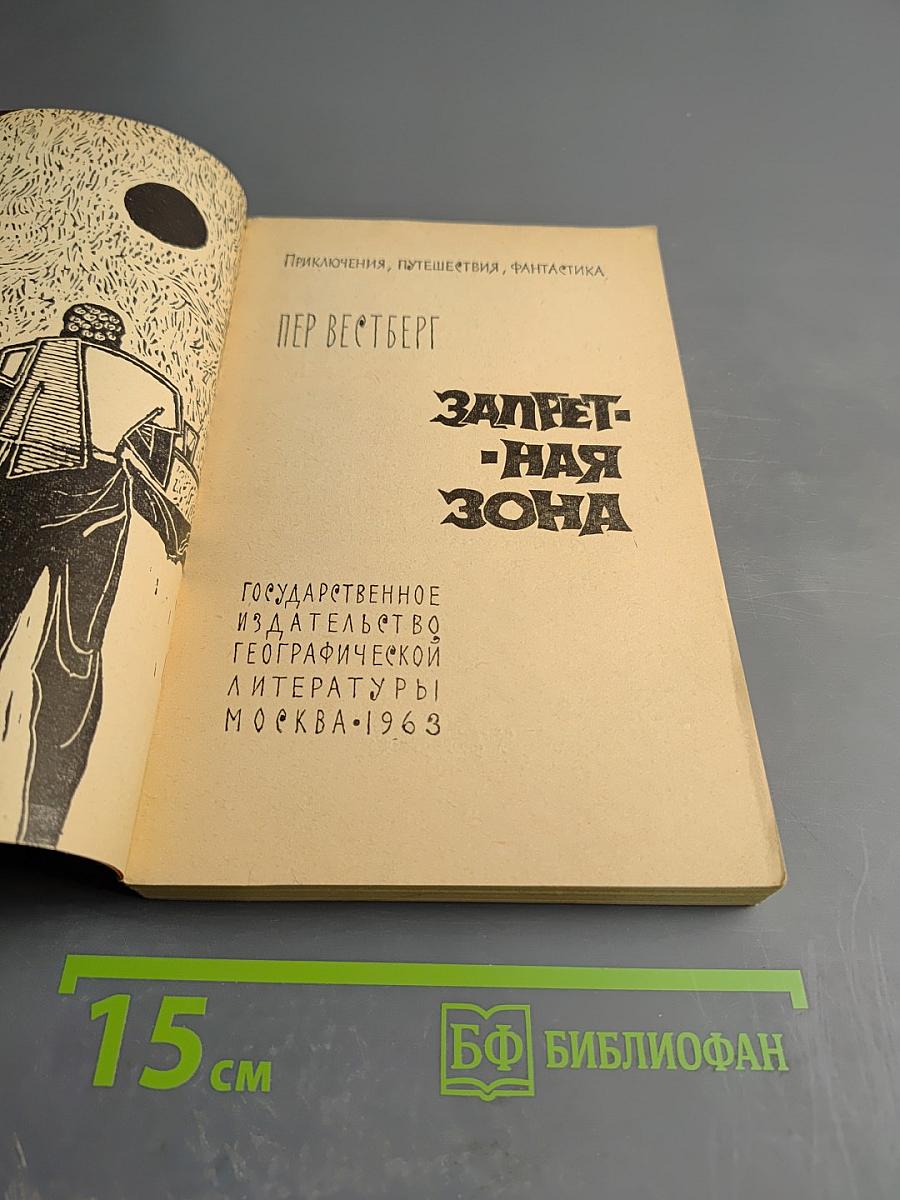 Приключения, путешествия, фантастика
ПЕР ВЕСТБЕРГ
ЗАПРЕТ-
-НАЯ
ЗОНА
ГОСУДАРСТВЕННОЕ
ИЗДАТЕЛЬСТВО
ГЕОГРАФИЧЕСКОЙ
ЛИТЕРАТУРЫ
МОСКВА•1963
15 см
БФ БИБЛИОФАН